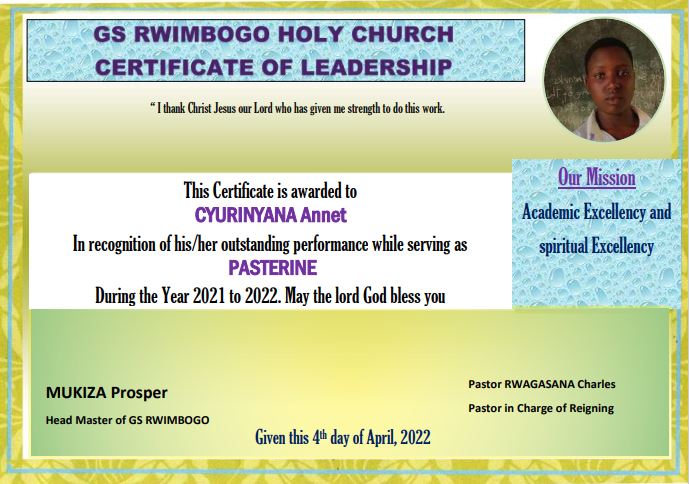 GS RWIMBOGO HOLY CHURCH
CERTIFICATE OF LEADERSHIP
“ I thank Christ Jesus our Lord who has given me strength to do this work.
This Certificate is awarded to
CYURINYANA Annet
In recognition of his/her outstanding performance while serving as
PASTERINE
During the Year 2021 to 2022. May the lord God bless you
Our Mission
Academic Excellency and
spiritual Excellency
MUKIZA Prosper
Head Master of GS RWIMBOGO
Pastor RWAGASANA Charles
Pastor in Charge of Reigning
Given this 4th day of April, 2022